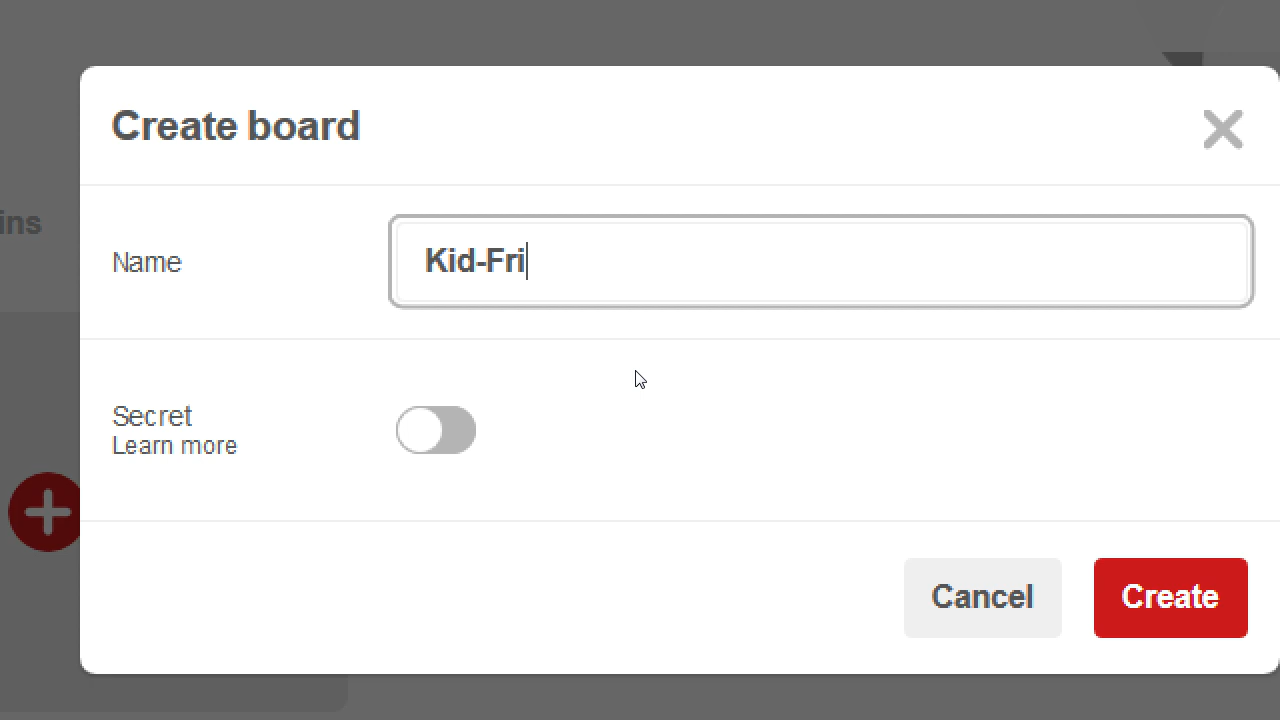 Create board
ins
Name
Kid-Fri
Secret
Learn more
Cancel
Create